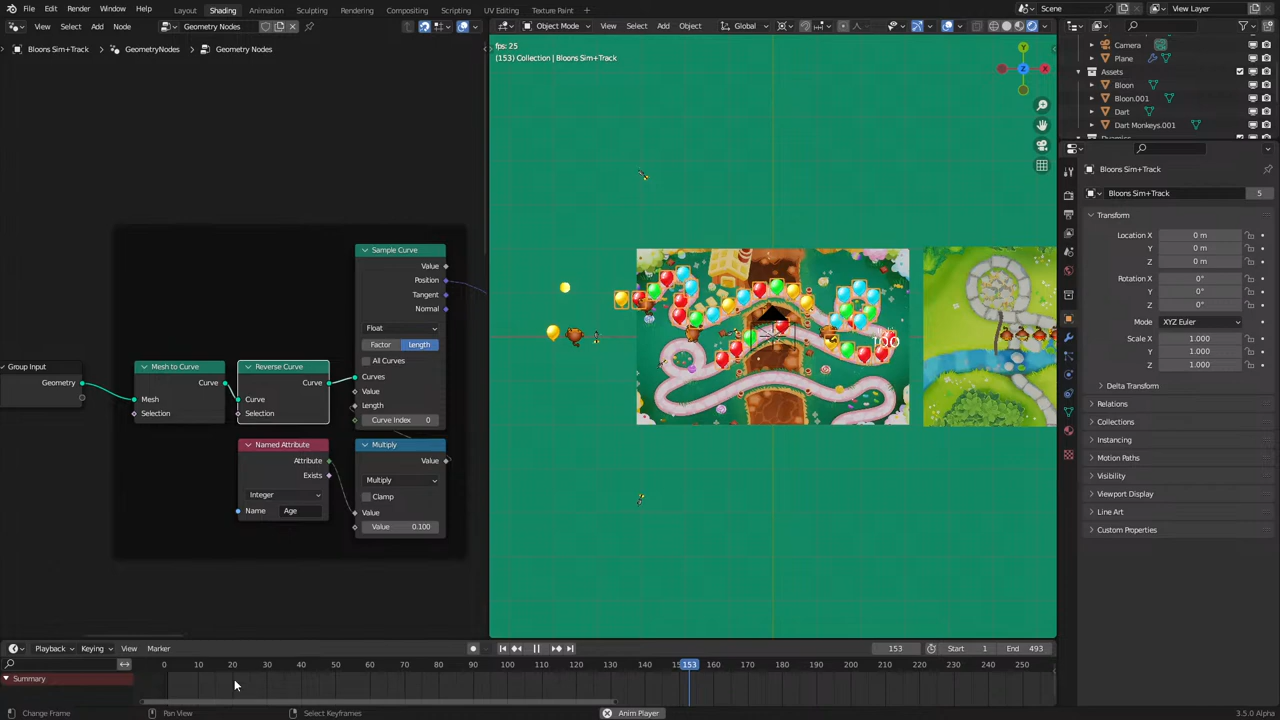 File Edit Render Window Help Layout Shading Animation Rendering Compositing Scripting UV Editing Texture Paint Scene View Layer
View Select Add Node Geometry Nodes Object Mode View Select Add Object Global
Bloons Sim+Track GeometryNodes Geometry Nodes
fps: 25
(153) Collection | Bloons Sim+Track
Y
Z
X
Camera
Plane
Assets
Bloon
Bloon.001
Dart
Dart Monkeys.001
Bloons Sim+Track
Bloons Sim+Track 5
Transform
Location X 0 m
Y 0 m
Z 0 m
Rotation X 0°
Y 0°
Z 0°
Mode XYZ Euler
Scale X 1.000
Y 1.000
Z 1.000
Delta Transform
Relations
Collections
Instancing
Motion Paths
Visibility
Viewport Display
Line Art
Custom Properties
Sample Curve
Value
Position
Tangent
Normal
Float
Factor Length
All Curves
Curves
Value
Length
Curve Index 0
Group Input
Geometry
Mesh to Curve
Curve
Mesh
Selection
Reverse Curve
Curve
Curve
Selection
Named Attribute
Attribute
Exists
Integer
Name Age
Multiply
Value
Multiply
Clamp
Value
Value 0.100
100
Playback Keying View Marker 153 Start 1 End 493
0 10 20 30 40 50 60 70 80 90 100 110 120 130 140 153 160 170 180 190 200 210 220 230 240 250
Summary
Change Frame Pan View Select Keyframes Anim Player 3.5.0 Alpha